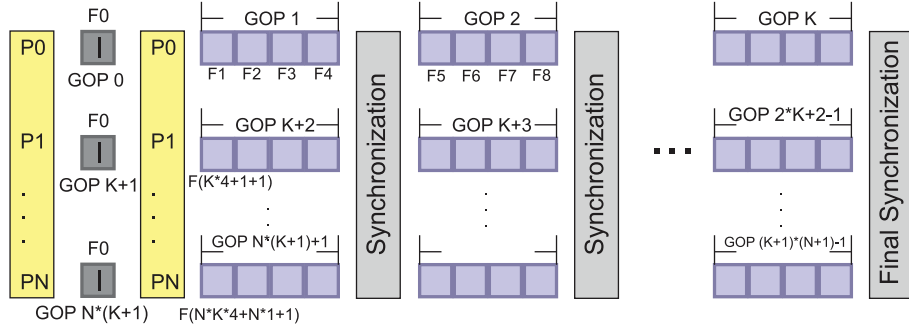 F0
GOP 1
GOP 2
GOP K
P0
P0
GOP 0
F1 F2 F3 F4
F5 F6 F7 F8
F0
GOP K+2
GOP K+3
GOP 2*K+2-1
P1
P1
GOP K+1
F(K*4+1+1)
...
F0
GOP N*(K+1)+1
GOP (K+1)*(N+1)-1
PN
PN
GOP N*(K+1)
F(N*K*4+N*1+1)
Synchronization
Synchronization
Final Synchronization